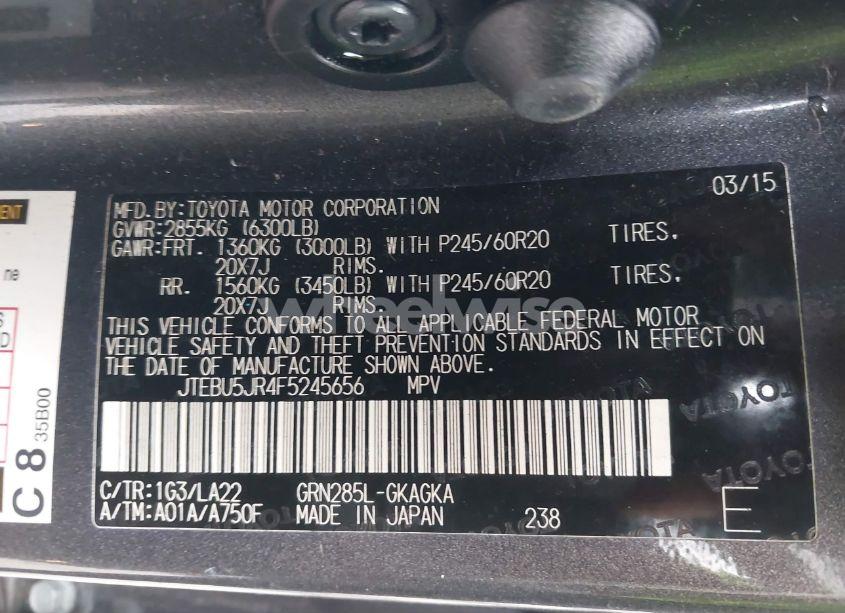 03/15
MFD.BY:TOYOTA MOTOR CORPORATION
GVWR:2855KG (6300LB)
GAWR:FRT. 1360KG (3000LB) WITH P245/60R20 TIRES.
20X7J RIMS.
RR. 1560KG (3450LB) WITH P245/60R20 TIRES.
20X7J RIMS.
THIS VEHICLE CONFORMS TO ALL APPLICABLE FEDERAL MOTOR
VEHICLE SAFETY AND THEFT PREVENTION STANDARDS IN EFFECT ON
THE DATE OF MANUFACTURE SHOWN ABOVE.
JTEBU5JR4F5245656 MPV
C/TR:1G3/LA22 GRN285L-GKAGKA
A/TM:A01A/A750F MADE IN JAPAN 238 E
C 8 35B00
wheelwise
TOYOTA